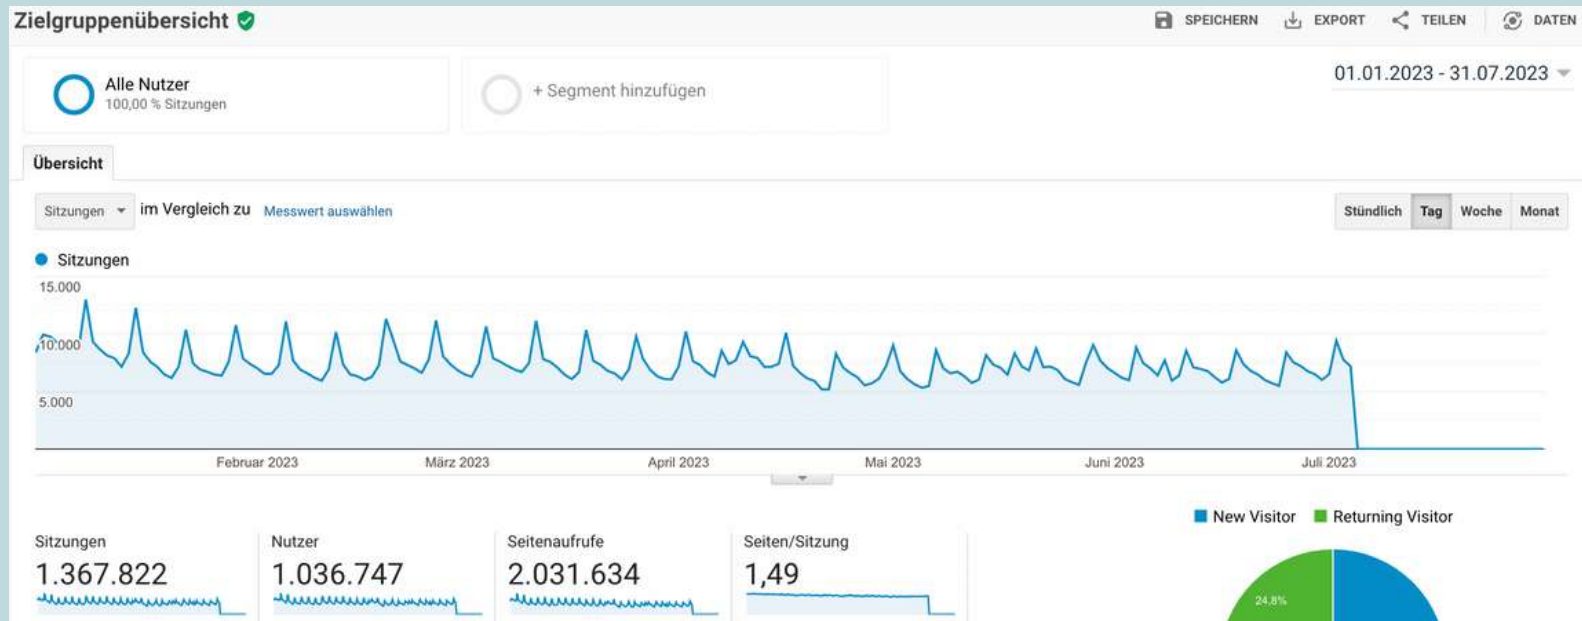 Zielgruppenübersicht
SPEICHERN EXPORT TEILEN DATEN
Alle Nutzer
100,00 % Sitzungen
+ Segment hinzufügen
01.01.2023 - 31.07.2023
Übersicht
Sitzungen im Vergleich zu Messwert auswählen
Stündlich Tag Woche Monat
Sitzungen
15.000
10.000
5.000
Februar 2023 März 2023 April 2023 Mai 2023 Juni 2023 Juli 2023
New Visitor Returning Visitor
Sitzungen
1.367.822
Nutzer
1.036.747
Seitenaufrufe
2.031.634
Seiten/Sitzung
1,49
24,8%